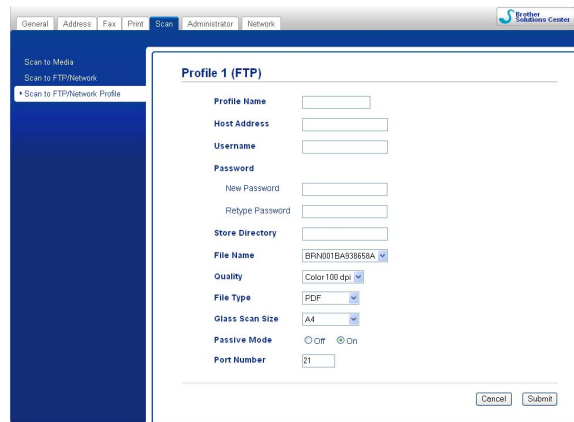 General Address Fax Print Scan Administrator Network
Brother
Solutions Center
Scan to Media
Scan to FTP/Network
Scan to FTP/Network Profile
Profile 1 (FTP)
Profile Name
Host Address
Username
Password
New Password
Retype Password
Store Directory
File Name BRN001BA938658A
Quality Color 100 dpi
File Type PDF
Glass Scan Size A4
Passive Mode Off On
Port Number 21
Cancel Submit